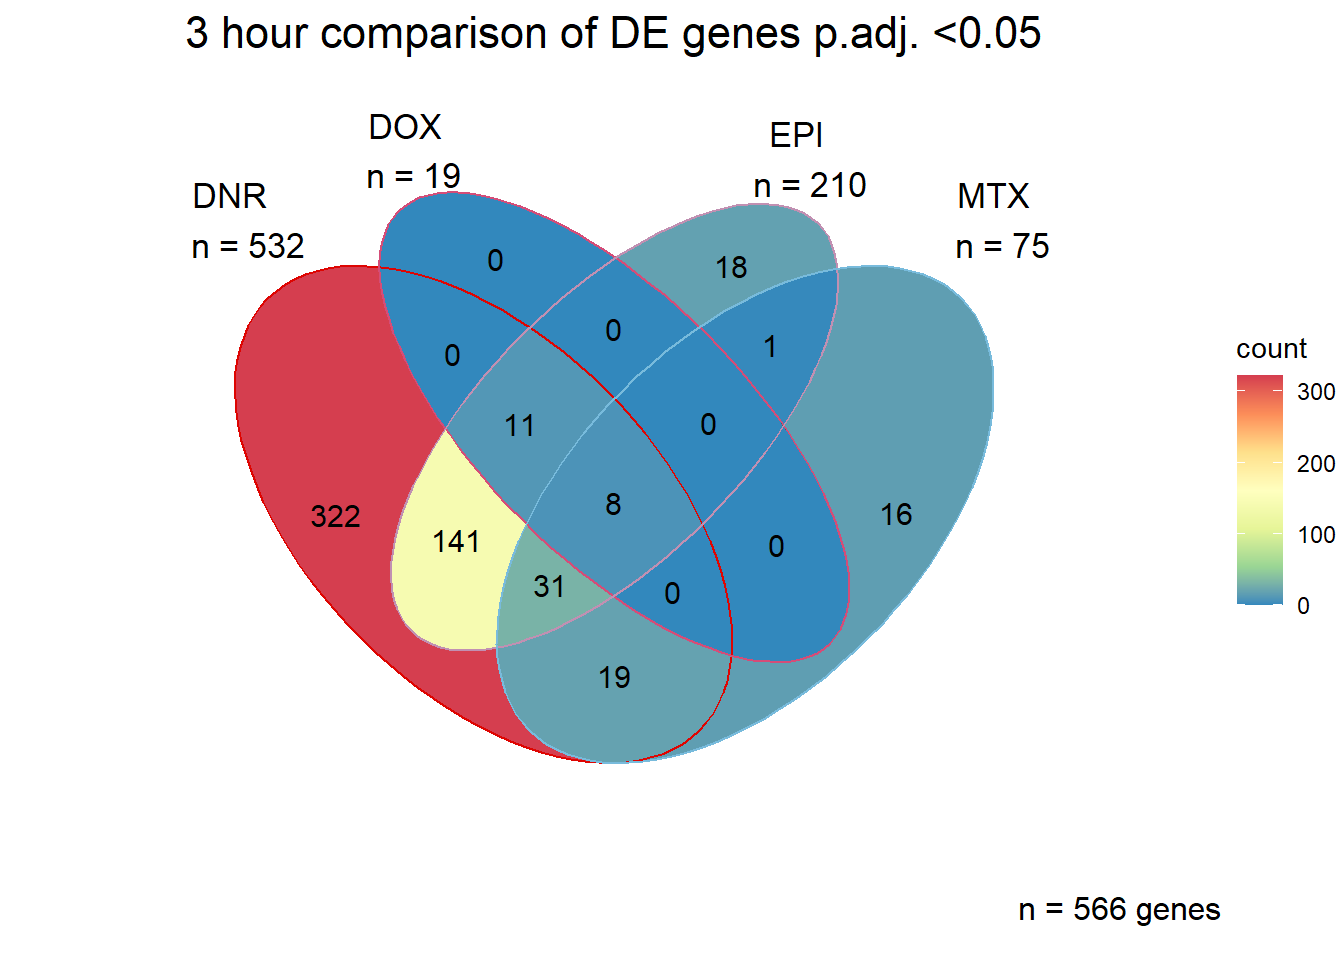 3 hour comparison of DE genes p.adj. <0.05
DOX
n = 19
EPI
n = 210
DNR
n = 532
MTX
n = 75
0
18
0
1
0
11
0
322
141
8
16
31
0
0
19
count
300
200
100
0
n = 566 genes